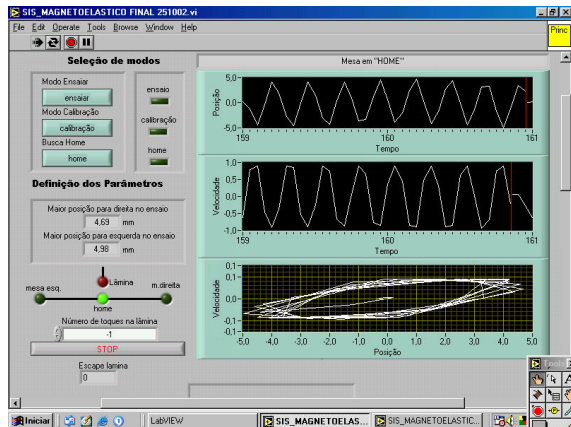 SIS_MAGNETOELASTICO FINAL 251002.vi
File Edit Operate Tools Browse Window Help
Princ
Seleção de modos
Modo Ensaiar
ensaiar
Modo Calibração
calibração
Busca Home
home
ensaio
calibração
home
Definição dos Parâmetros
Maior posição para direita no ensaio
4,69 mm
Maior posição para esquerda no ensaio
4,98 mm
Lâmina
mesa esq.
m.direita
home
Número de toques na lâmina
-1
STOP
Escape lamina
0
Mesa em "HOME"
Posição
5,0
0,0
-5,0
159 160 161
Tempo
Velocidade
1,0
0,5
0,0
-0,5
-1,0
159 160 161
Tempo
Velocidade
0,1
0,1
0,0
-0,1
-0,1
-5,0 -4,0 -3,0 -2,0 -1,0 0,0 1,0 2,0 3,0 4,0 5,0
Posição
Tools
A
Iniciar
LabVIEW
SIS_MAGNETOELAS...
SIS_MAGNETOELASTIC...